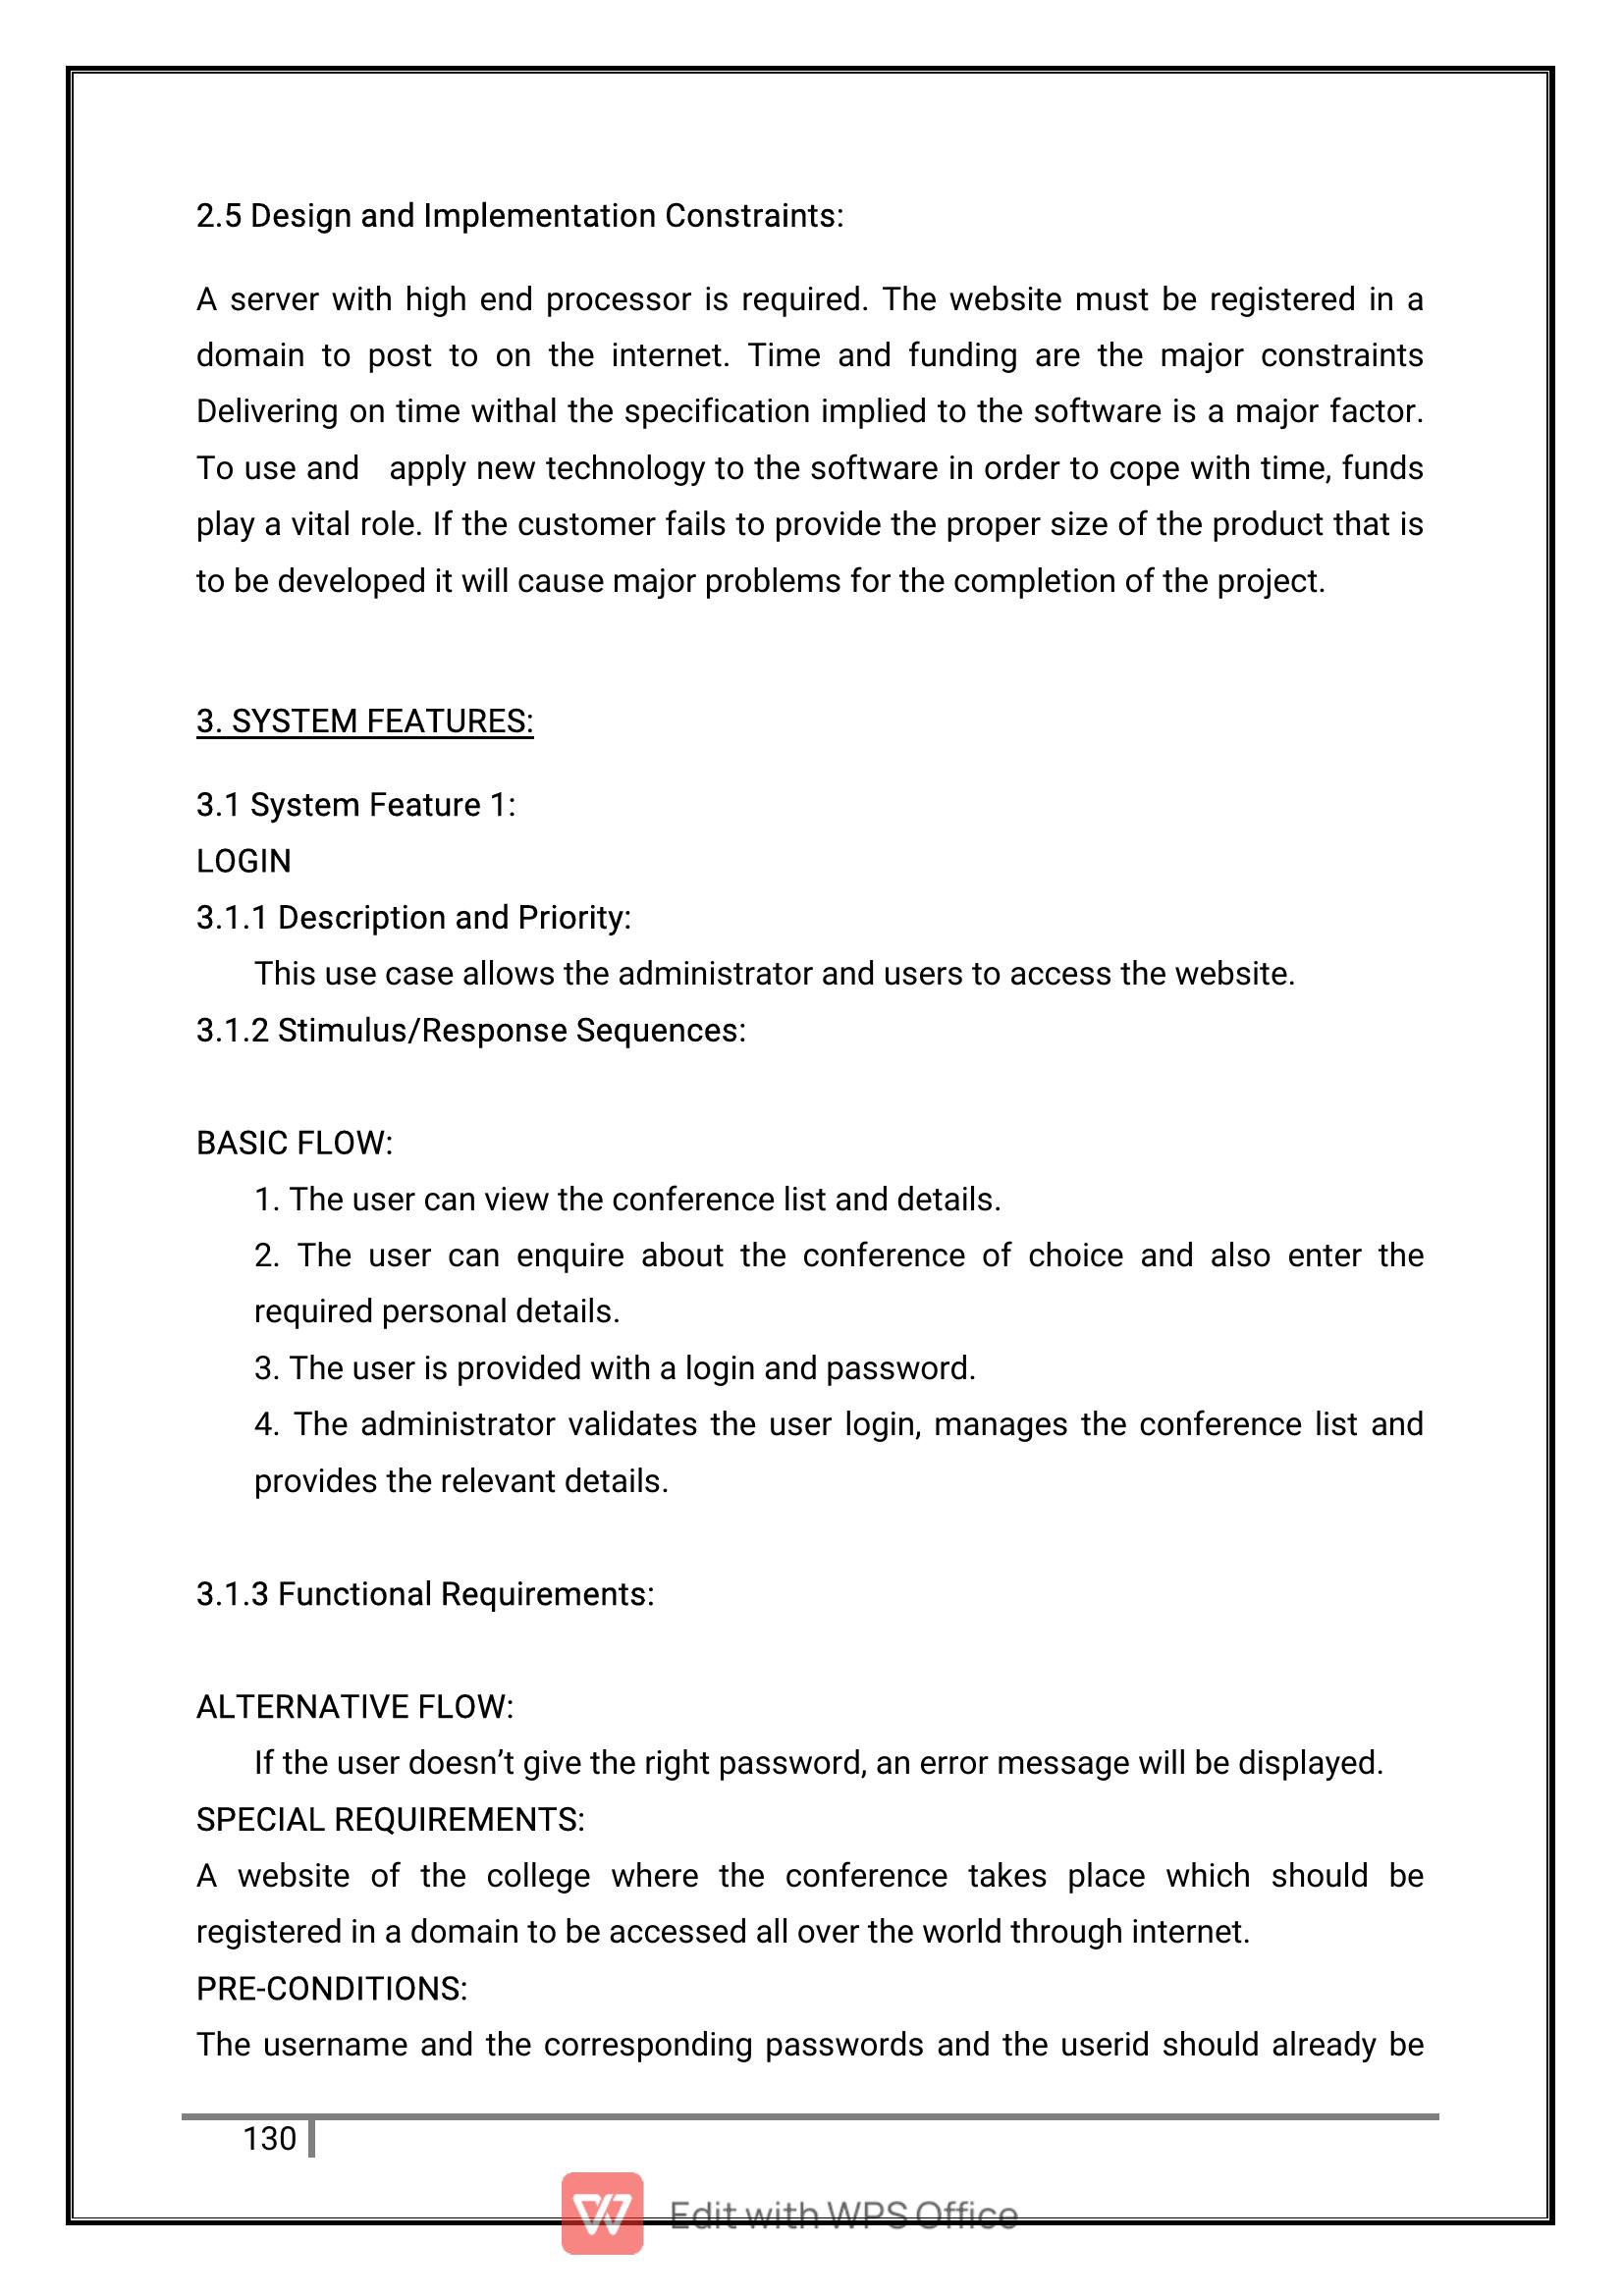 2.5 Design and Implementation Constraints:
A server with high end processor is required. The website must be registered in a
domain to post to on the internet. Time and funding are the major constraints
Delivering on time withal the specification implied to the software is a major factor.
To use and apply new technology to the software in order to cope with time, funds
play a vital role. If the customer fails to provide the proper size of the product that is
to be developed it will cause major problems for the completion of the project.
3. SYSTEM FEATURES:
3.1 System Feature 1:
LOGIN
3.1.1 Description and Priority:
This use case allows the administrator and users to access the website.
3.1.2 Stimulus/Response Sequences:
BASIC FLOW:
1. The user can view the conference list and details.
2. The user can enquire about the conference of choice and also enter the
required personal details.
3. The user is provided with a login and password.
4. The administrator validates the user login, manages the conference list and
provides the relevant details.
3.1.3 Functional Requirements:
ALTERNATIVE FLOW:
If the user doesn’t give the right password, an error message will be displayed.
SPECIAL REQUIREMENTS:
A website of the college where the conference takes place which should be
registered in a domain to be accessed all over the world through internet.
PRE-CONDITIONS:
The username and the corresponding passwords and the userid should already be
130
Edit with WPS Office